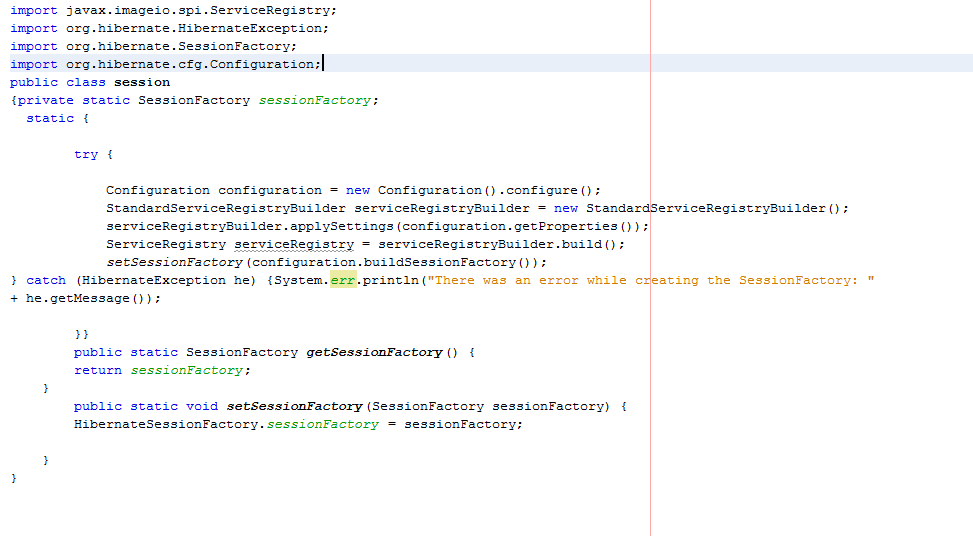 import javax.imageio.spi.ServiceRegistry;
import org.hibernate.HibernateException;
import org.hibernate.SessionFactory;
import org.hibernate.cfg.Configuration;
public class session
{private static SessionFactory sessionFactory;
  static {
        try {
            Configuration configuration = new Configuration().configure();
            StandardServiceRegistryBuilder serviceRegistryBuilder = new StandardServiceRegistryBuilder();
            serviceRegistryBuilder.applySettings(configuration.getProperties());
            ServiceRegistry serviceRegistry = serviceRegistryBuilder.build();
            setSessionFactory(configuration.buildSessionFactory());
} catch (HibernateException he) {System.err.println("There was an error while creating the SessionFactory: "
+ he.getMessage());
        }}
        public static SessionFactory getSessionFactory() {
        return sessionFactory;
    }
        public static void setSessionFactory(SessionFactory sessionFactory) {
        HibernateSessionFactory.sessionFactory = sessionFactory;
    }
}